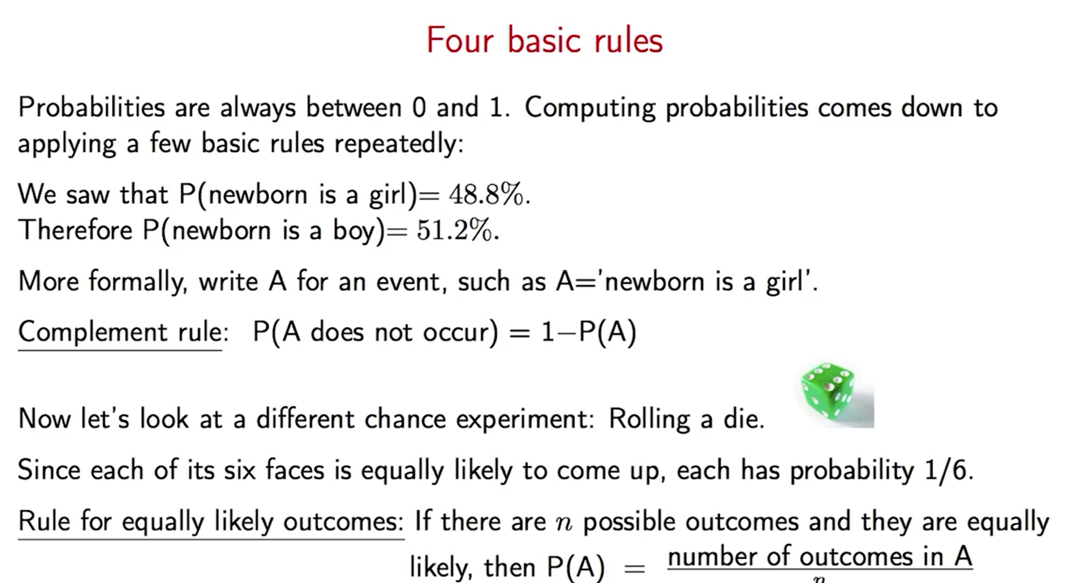 Four basic rules
Probabilities are always between 0 and 1. Computing probabilities comes down to
applying a few basic rules repeatedly:
We saw that P(newborn is a girl)= 48.8%.
Therefore P(newborn is a boy)= 51.2%.
More formally, write A for an event, such as A='newborn is a girl'.
Complement rule: P(A does not occur) = 1−P(A)
Now let's look at a different chance experiment: Rolling a die.
Since each of its six faces is equally likely to come up, each has probability 1/6.
Rule for equally likely outcomes: If there are n possible outcomes and they are equally
likely, then P(A) = number of outcomes in A
n